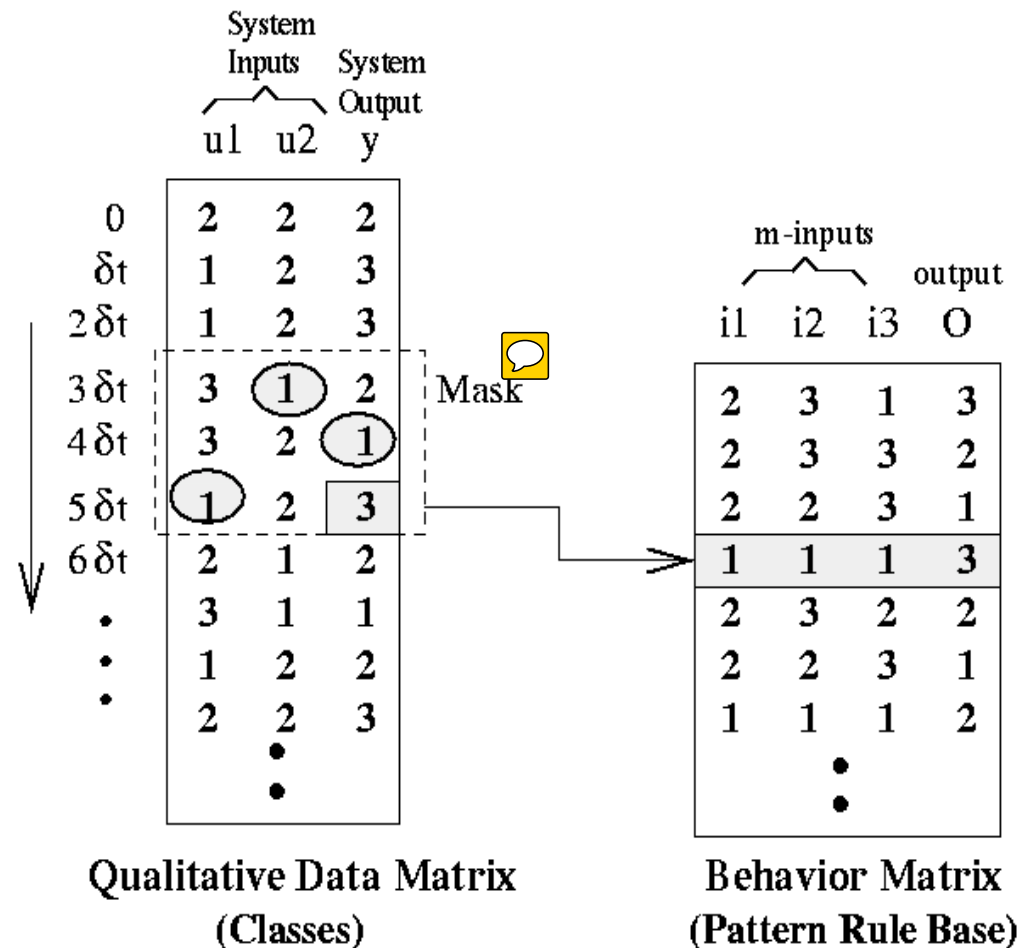 System
Inputs
System
Output
u1 u2 y
0 2 2 2
δt 1 2 3
2δt 1 2 3
3δt 3 1 2
4δt 3 2 1
5δt 1 2 3
6δt 2 1 2
3 1 1
1 2 2
2 2 3
Mask
Qualitative Data Matrix
(Classes)
m-inputs
output
i1 i2 i3 O
2 3 1 3
2 3 3 2
2 2 3 1
1 1 1 3
2 3 2 2
2 2 3 1
1 1 1 2
Behavior Matrix
(Pattern Rule Base)